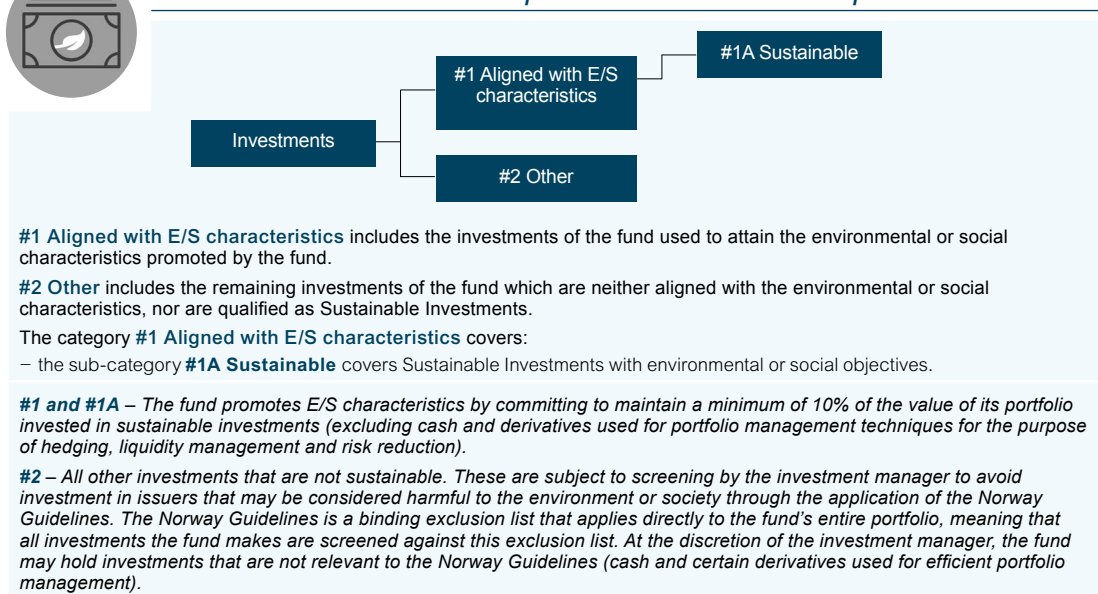 #1A Sustainable
#1 Aligned with E/S
characteristics
Investments
#2 Other
#1 Aligned with E/S characteristics includes the investments of the fund used to attain the environmental or social
characteristics promoted by the fund.
#2 Other includes the remaining investments of the fund which are neither aligned with the environmental or social
characteristics, nor are qualified as Sustainable Investments.
The category #1 Aligned with E/S characteristics covers:
– the sub-category #1A Sustainable covers Sustainable Investments with environmental or social objectives.
#1 and #1A – The fund promotes E/S characteristics by committing to maintain a minimum of 10% of the value of its portfolio
invested in sustainable investments (excluding cash and derivatives used for portfolio management techniques for the purpose
of hedging, liquidity management and risk reduction).
#2 – All other investments that are not sustainable. These are subject to screening by the investment manager to avoid
investment in issuers that may be considered harmful to the environment or society through the application of the Norway
Guidelines. The Norway Guidelines is a binding exclusion list that applies directly to the fund's entire portfolio, meaning that
all investments the fund makes are screened against this exclusion list. At the discretion of the investment manager, the fund
may hold investments that are not relevant to the Norway Guidelines (cash and certain derivatives used for efficient portfolio
management).